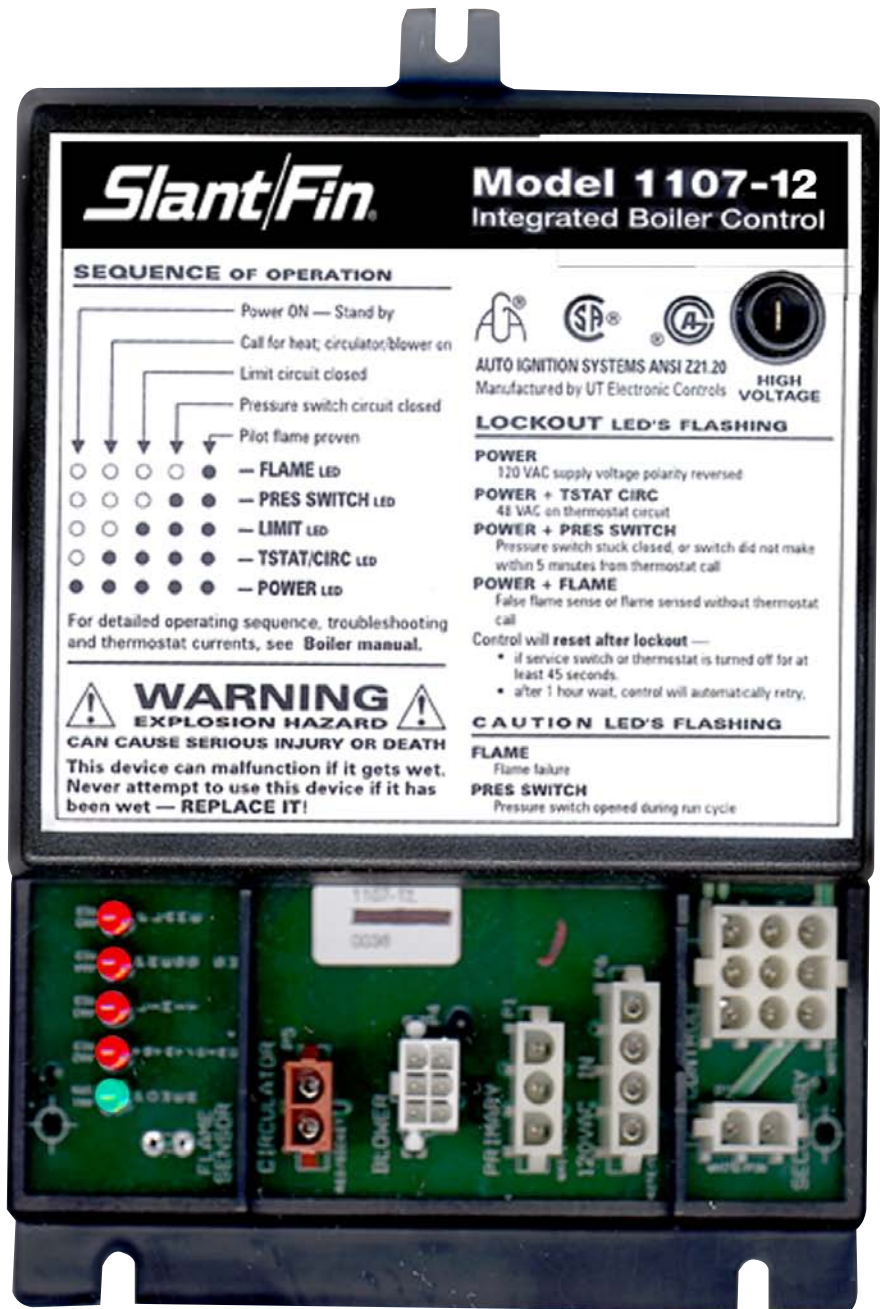 Slant/Fin®
Model 1107-12
Integrated Boiler Control
SEQUENCE OF OPERATION
Power ON — Stand by
Call for heat; circulator/blower on
Limit circuit closed
Pressure switch circuit closed
Pilot flame proven
— FLAME LED
— PRES SWITCH LED
— LIMIT LED
— TSTAT/CIRC LED
— POWER LED
For detailed operating sequence, troubleshooting
and thermostat currents, see Boiler manual.
WARNING
EXPLOSION HAZARD
CAN CAUSE SERIOUS INJURY OR DEATH
This device can malfunction if it gets wet.
Never attempt to use this device if it has
been wet — REPLACE IT!
AGA®
SA®
®
AUTO IGNITION SYSTEMS ANSI Z21.20
Manufactured by UT Electronic Controls
HIGH
VOLTAGE
LOCKOUT LED'S FLASHING
POWER
120 VAC supply voltage polarity reversed
POWER + TSTAT CIRC
48 VAC on thermostat circuit
POWER + PRES SWITCH
Pressure switch stuck closed, or switch did not make
within 5 minutes from thermostat call
POWER + FLAME
False flame sense or flame sensed without thermostat
call
Control will reset after lockout —
• if service switch or thermostat is turned off for at
least 45 seconds.
• after 1 hour wait, control will automatically retry.
CAUTION LED'S FLASHING
FLAME
Flame failure
PRES SWITCH
Pressure switch opened during run cycle
1107-12
0036
FLAME
SENSOR
CIRCULATOR
P5
BLOWER
P4
PRIMARY
P1
120VAC IN
P6
CONTROL
SECONDARY